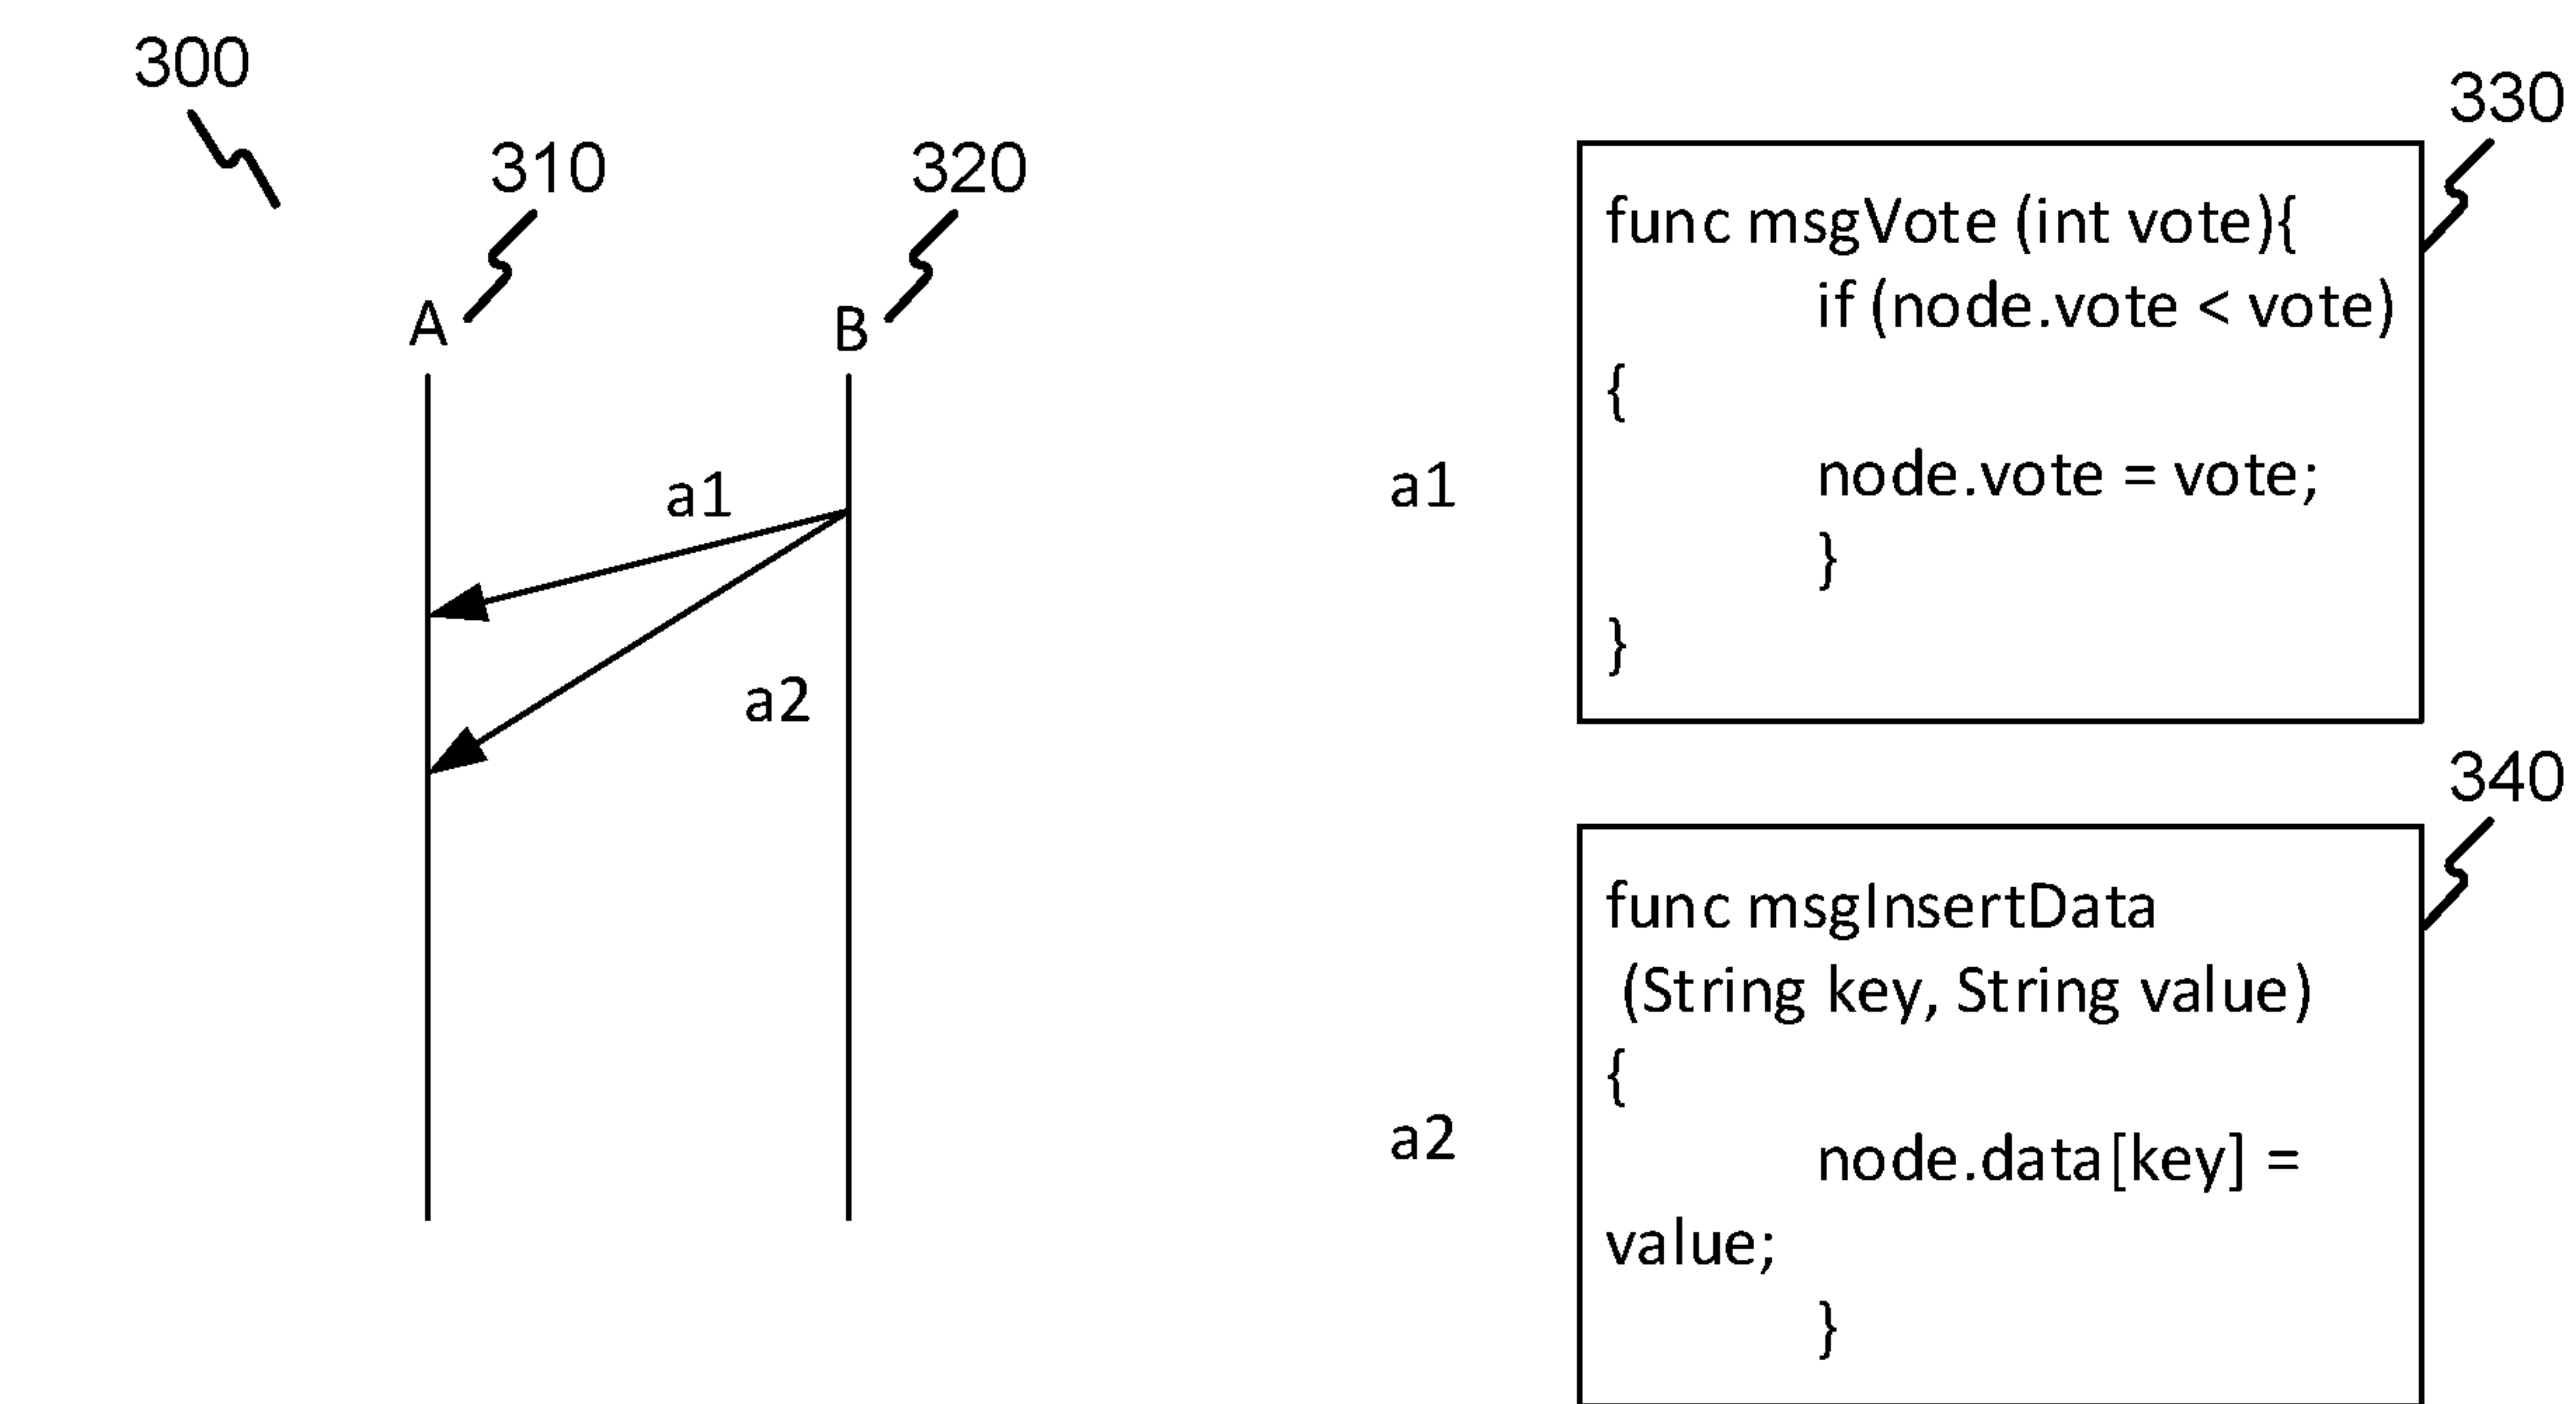 300
310
320
A
B
a1
a2
330
a1
func msgVote (int vote){
if (node.vote < vote)
{
node.vote = vote;
}
}
340
a2
func msgInsertData
(String key, String value)
{
node.data[key] =
value;
}